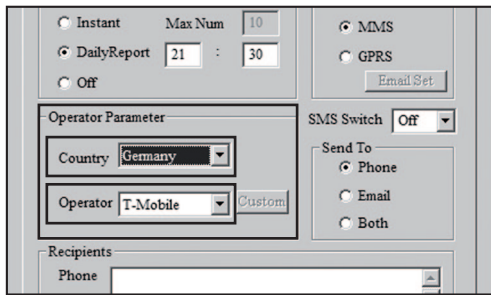 Instant Max Num 10
MMS
DailyReport 21 : 30
GPRS
Off
Email Set
Operator Parameter
SMS Switch Off
Country Germany
Send To
Phone
Operator T-Mobile Custom
Email
Both
Recipients
Phone